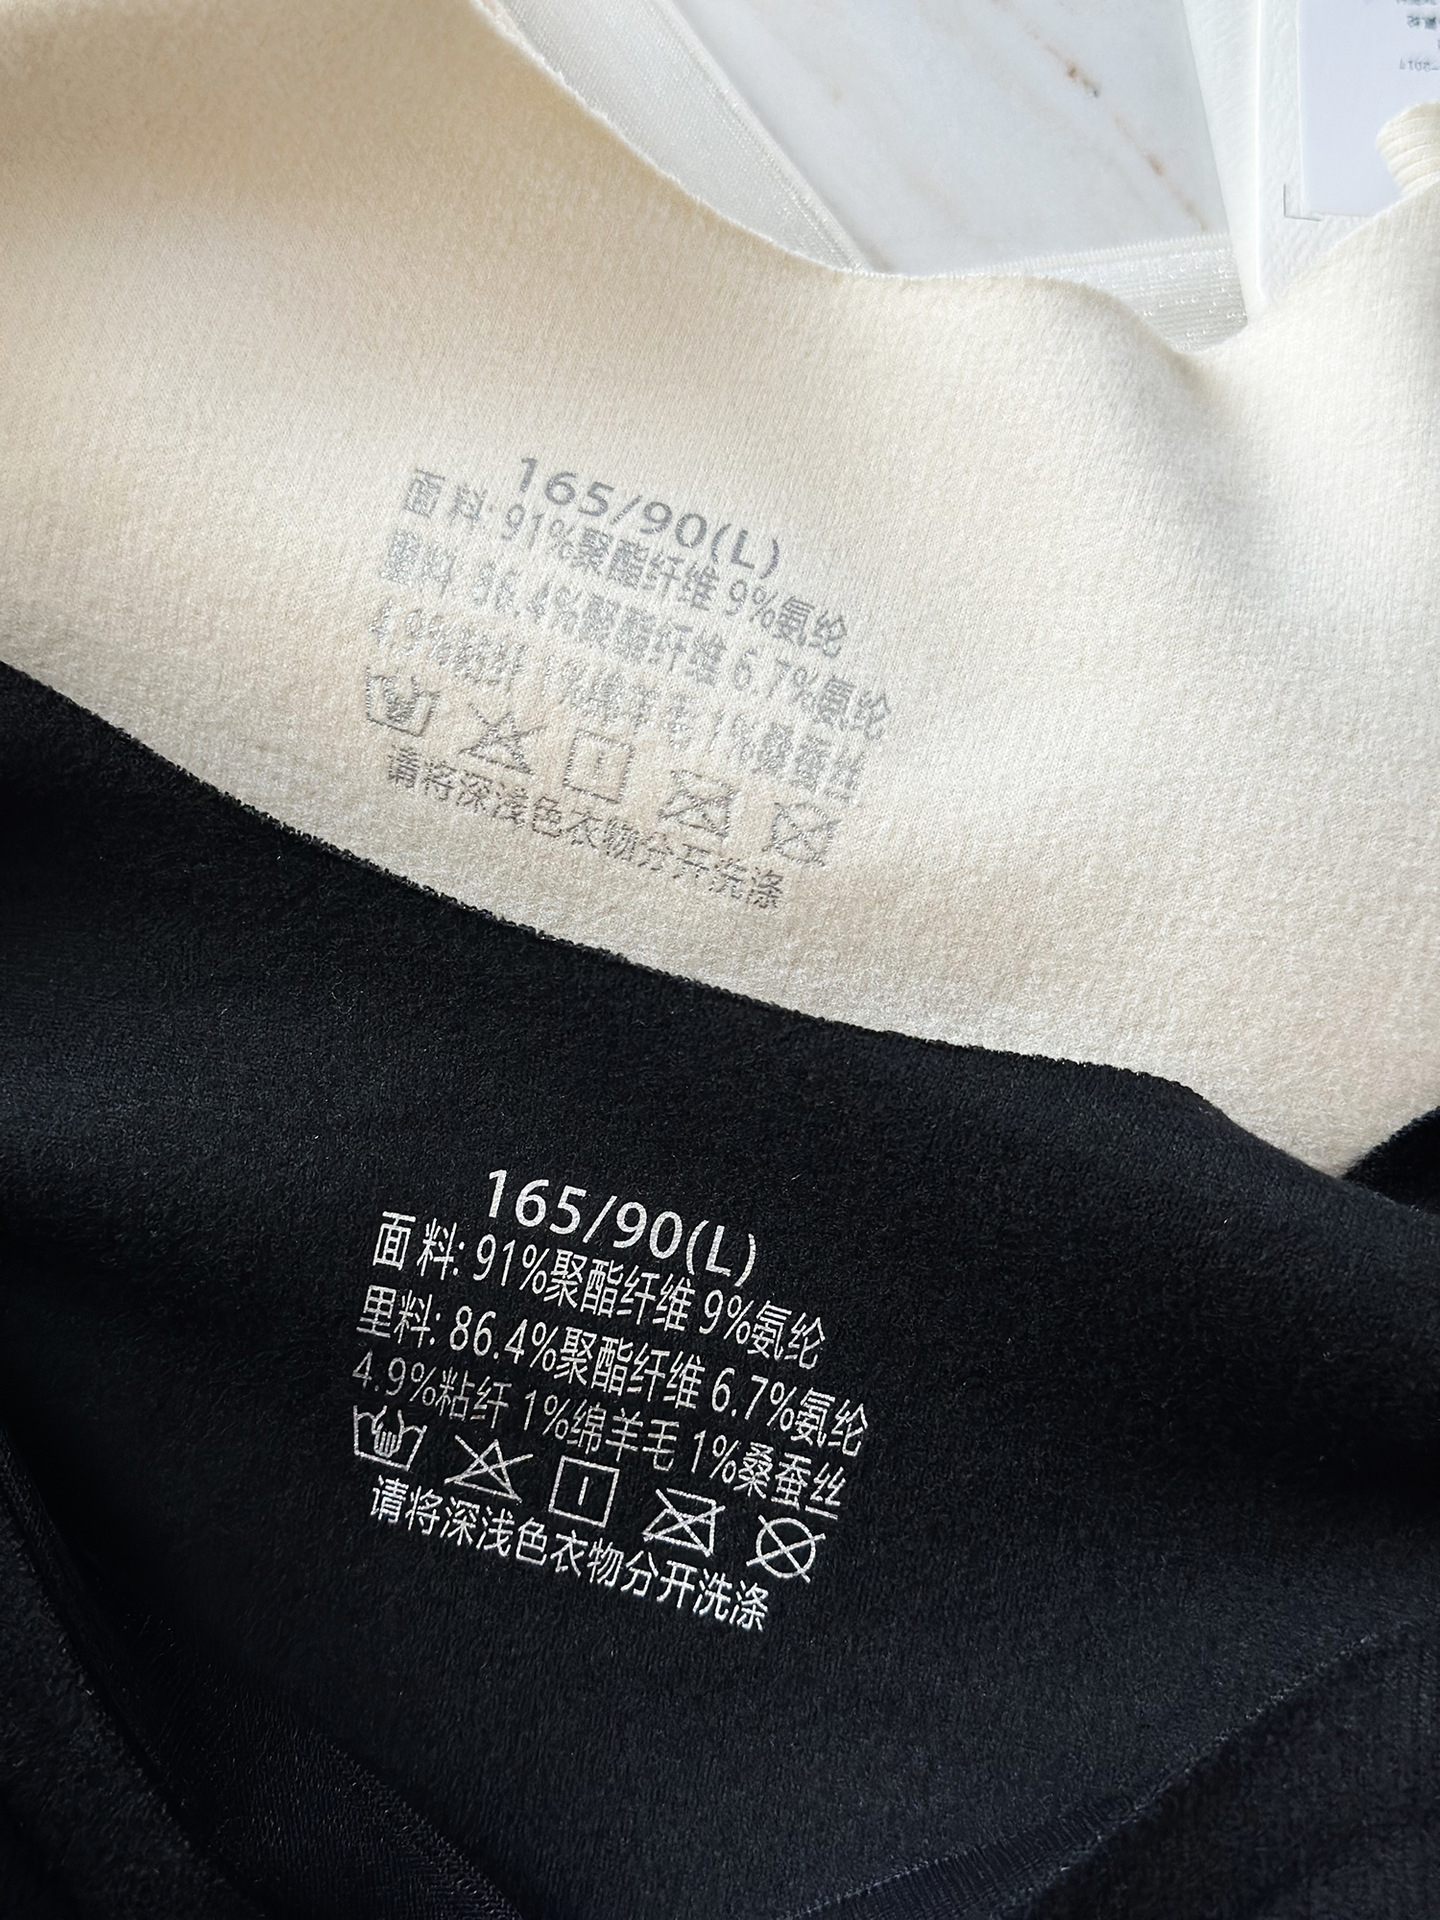 165/90(L)
面料: 91%聚酯纤维 9%氨纶
里料: 86.4%聚酯纤维 6.7%氨纶
4.9%粘纤 1%绵羊毛 1%桑蚕丝
请将深浅色衣物分开洗涤
165/90(L)
面料: 91%聚酯纤维 9%氨纶
里料: 86.4%聚酯纤维 6.7%氨纶
4.9%粘纤 1%绵羊毛 1%桑蚕丝
请将深浅色衣物分开洗涤